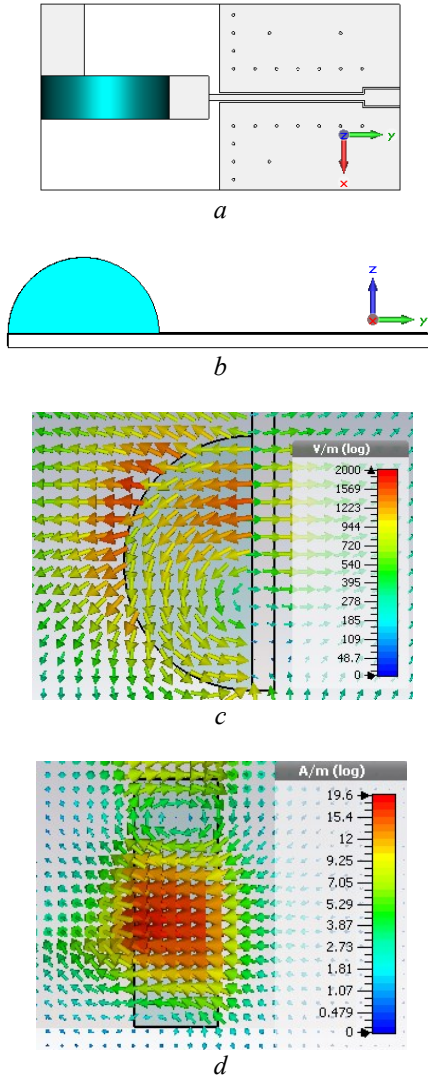 z
y
x
a
z
x
y
b
V/m (log)
2000
1569
1223
944
720
540
395
278
185
109
48.7
0
c
A/m (log)
19.6
15.4
12
9.25
7.05
5.29
3.87
2.73
1.81
1.07
0.479
0
d